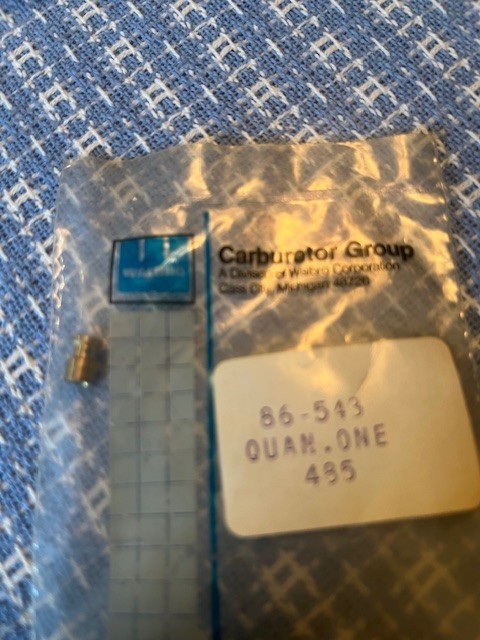 Carburetor Group
A Division of Walbro Corporation
Cass City, Michigan 48726
86-543
QUAN.ONE
485